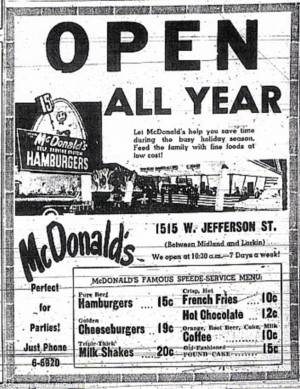 OPEN
ALL YEAR
15
McDonald's
SELF SERVICE SYSTEM
HAMBURGERS
Let McDonald's help you save time
during the busy holiday season.
Feed the family with fine foods at
low cost!
McDonald's
1515 W. JEFFERSON ST.
(Between Midland and Larkin)
We open at 10:30 a.m.—7 Days a week!
Perfect
for
Parties!
Just Phone
6-6920
McDONALD'S FAMOUS SPEEDE-SERVICE MENU
Pure Beef
Hamburgers .... 15c
Golden
Cheeseburgers . 19c
Triple-Thick
Milk Shakes .... 20c
Crisp, Hot
French Fries .. 10c
Hot Chocolate . 12c
Orange, Root Beer, Coke, Milk
Coffee ........ 10c
Old-Fashioned
POUND CAKE ....... 15c